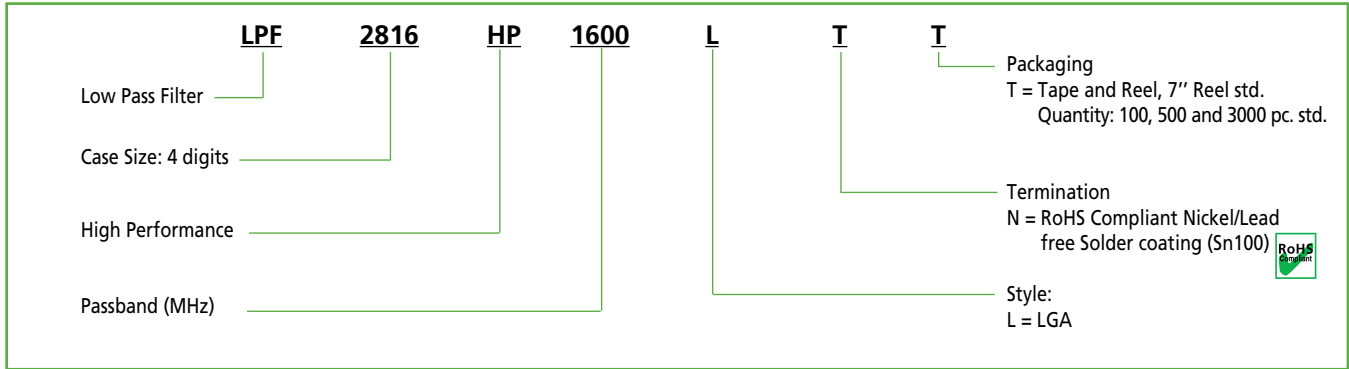 LPF 2816 HP 1600 L T T
Low Pass Filter
Case Size: 4 digits
High Performance
Passband (MHz)
Packaging
T = Tape and Reel, 7’’ Reel std.
Quantity: 100, 500 and 3000 pc. std.
Termination
N = RoHS Compliant Nickel/Lead
free Solder coating (Sn100)
RoHS
Compliant
Style:
L = LGA